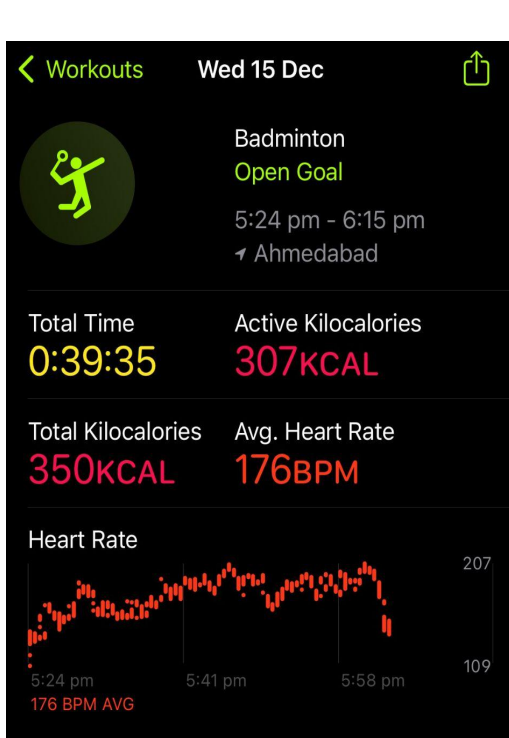 Workouts
Wed 15 Dec
Badminton
Open Goal
5:24 pm - 6:15 pm
Ahmedabad
Total Time
0:39:35
Active Kilocalories
307KCAL
Total Kilocalories
350KCAL
Avg. Heart Rate
176BPM
Heart Rate
207
109
5:24 pm
5:41 pm
5:58 pm
176 BPM AVG